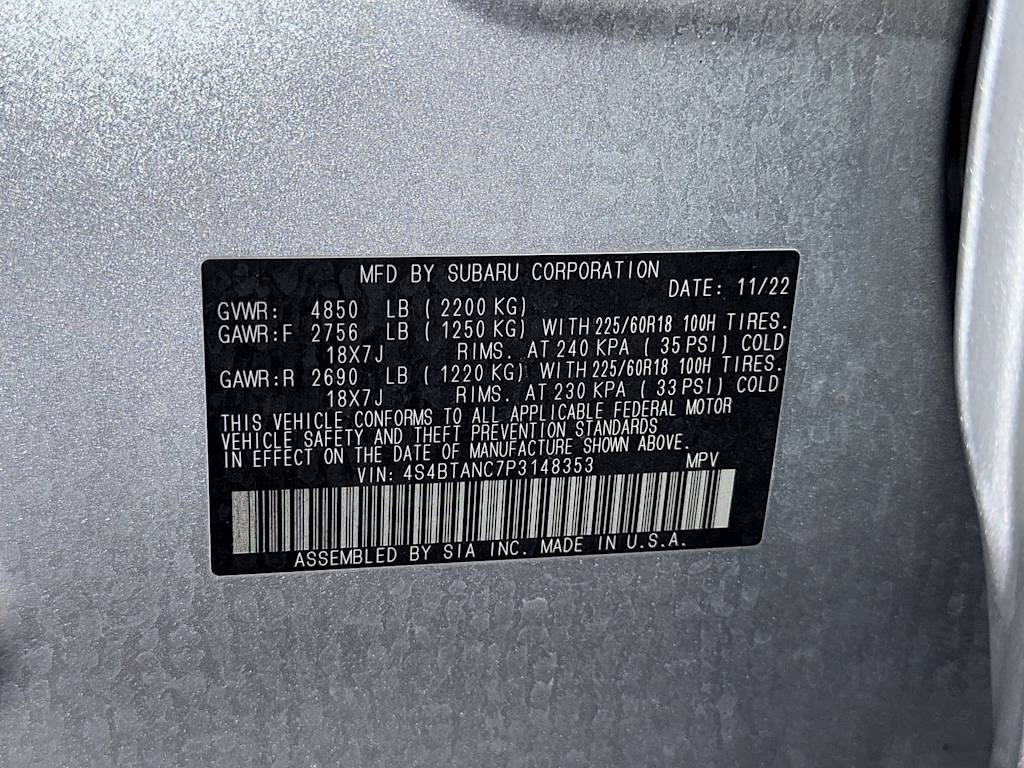 MFD BY SUBARU CORPORATION
DATE: 11/22
GVWR: 4850 LB ( 2200 KG)
GAWR:F 2756 LB ( 1250 KG) WITH 225/60R18 100H TIRES.
18X7J RIMS. AT 240 KPA ( 35 PSI) COLD
GAWR:R 2690 LB ( 1220 KG) WITH 225/60R18 100H TIRES.
18X7J RIMS. AT 230 KPA ( 33 PSI) COLD
THIS VEHICLE CONFORMS TO ALL APPLICABLE FEDERAL MOTOR
VEHICLE SAFETY AND THEFT PREVENTION STANDARDS
IN EFFECT ON THE DATE OF MANUFACTURE SHOWN ABOVE.
VIN: 4S4BTANC7P3148353 MPV
ASSEMBLED BY SIA INC. MADE IN U.S.A.